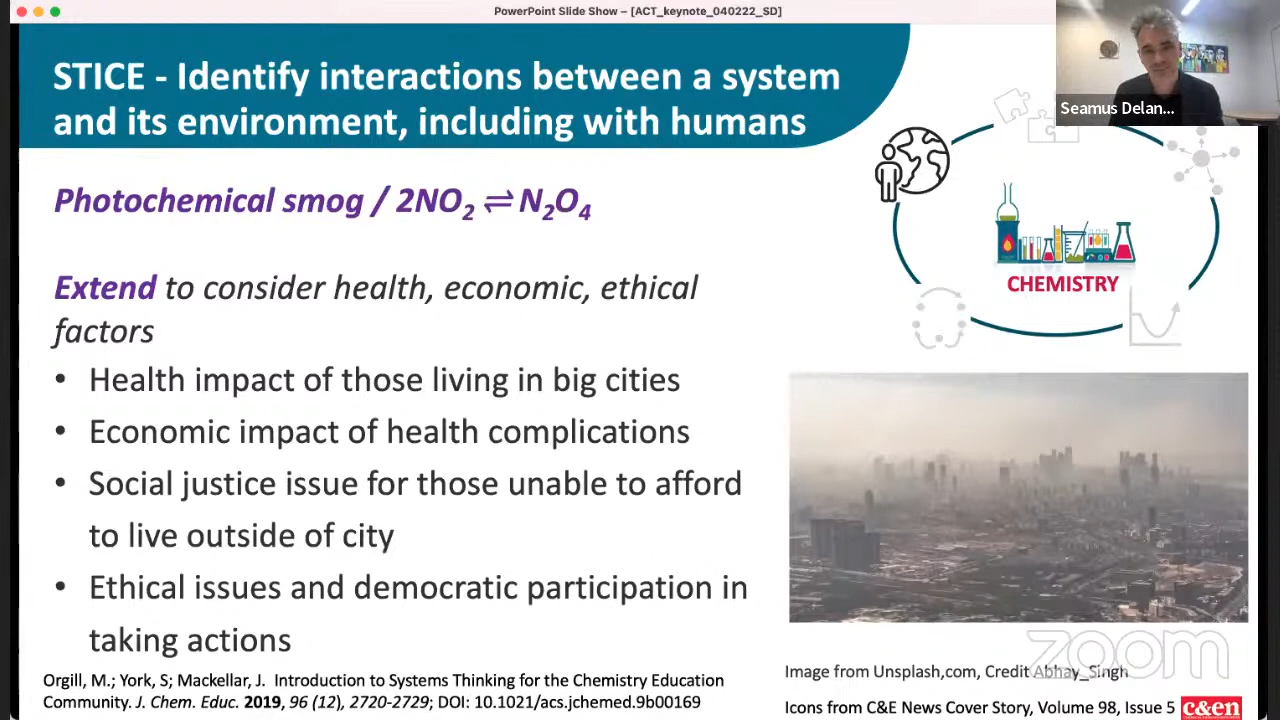 PowerPoint Slide Show – [ACT_keynote_040222_SD]
Seamus Delan...
STICE - Identify interactions between a system
and its environment, including with humans
Photochemical smog / 2NO₂ ⇌ N₂O₄
CHEMISTRY
Extend to consider health, economic, ethical
factors
• Health impact of those living in big cities
• Economic impact of health complications
• Social justice issue for those unable to afford
to live outside of city
• Ethical issues and democratic participation in
taking actions
zoom
Orgill, M.; York, S; Mackellar, J. Introduction to Systems Thinking for the Chemistry Education
Community. J. Chem. Educ. 2019, 96 (12), 2720-2729; DOI: 10.1021/acs.jchemed.9b00169
Image from Unsplash,com, Credit Abhay_Singh
Icons from C&E News Cover Story, Volume 98, Issue 5
c&en